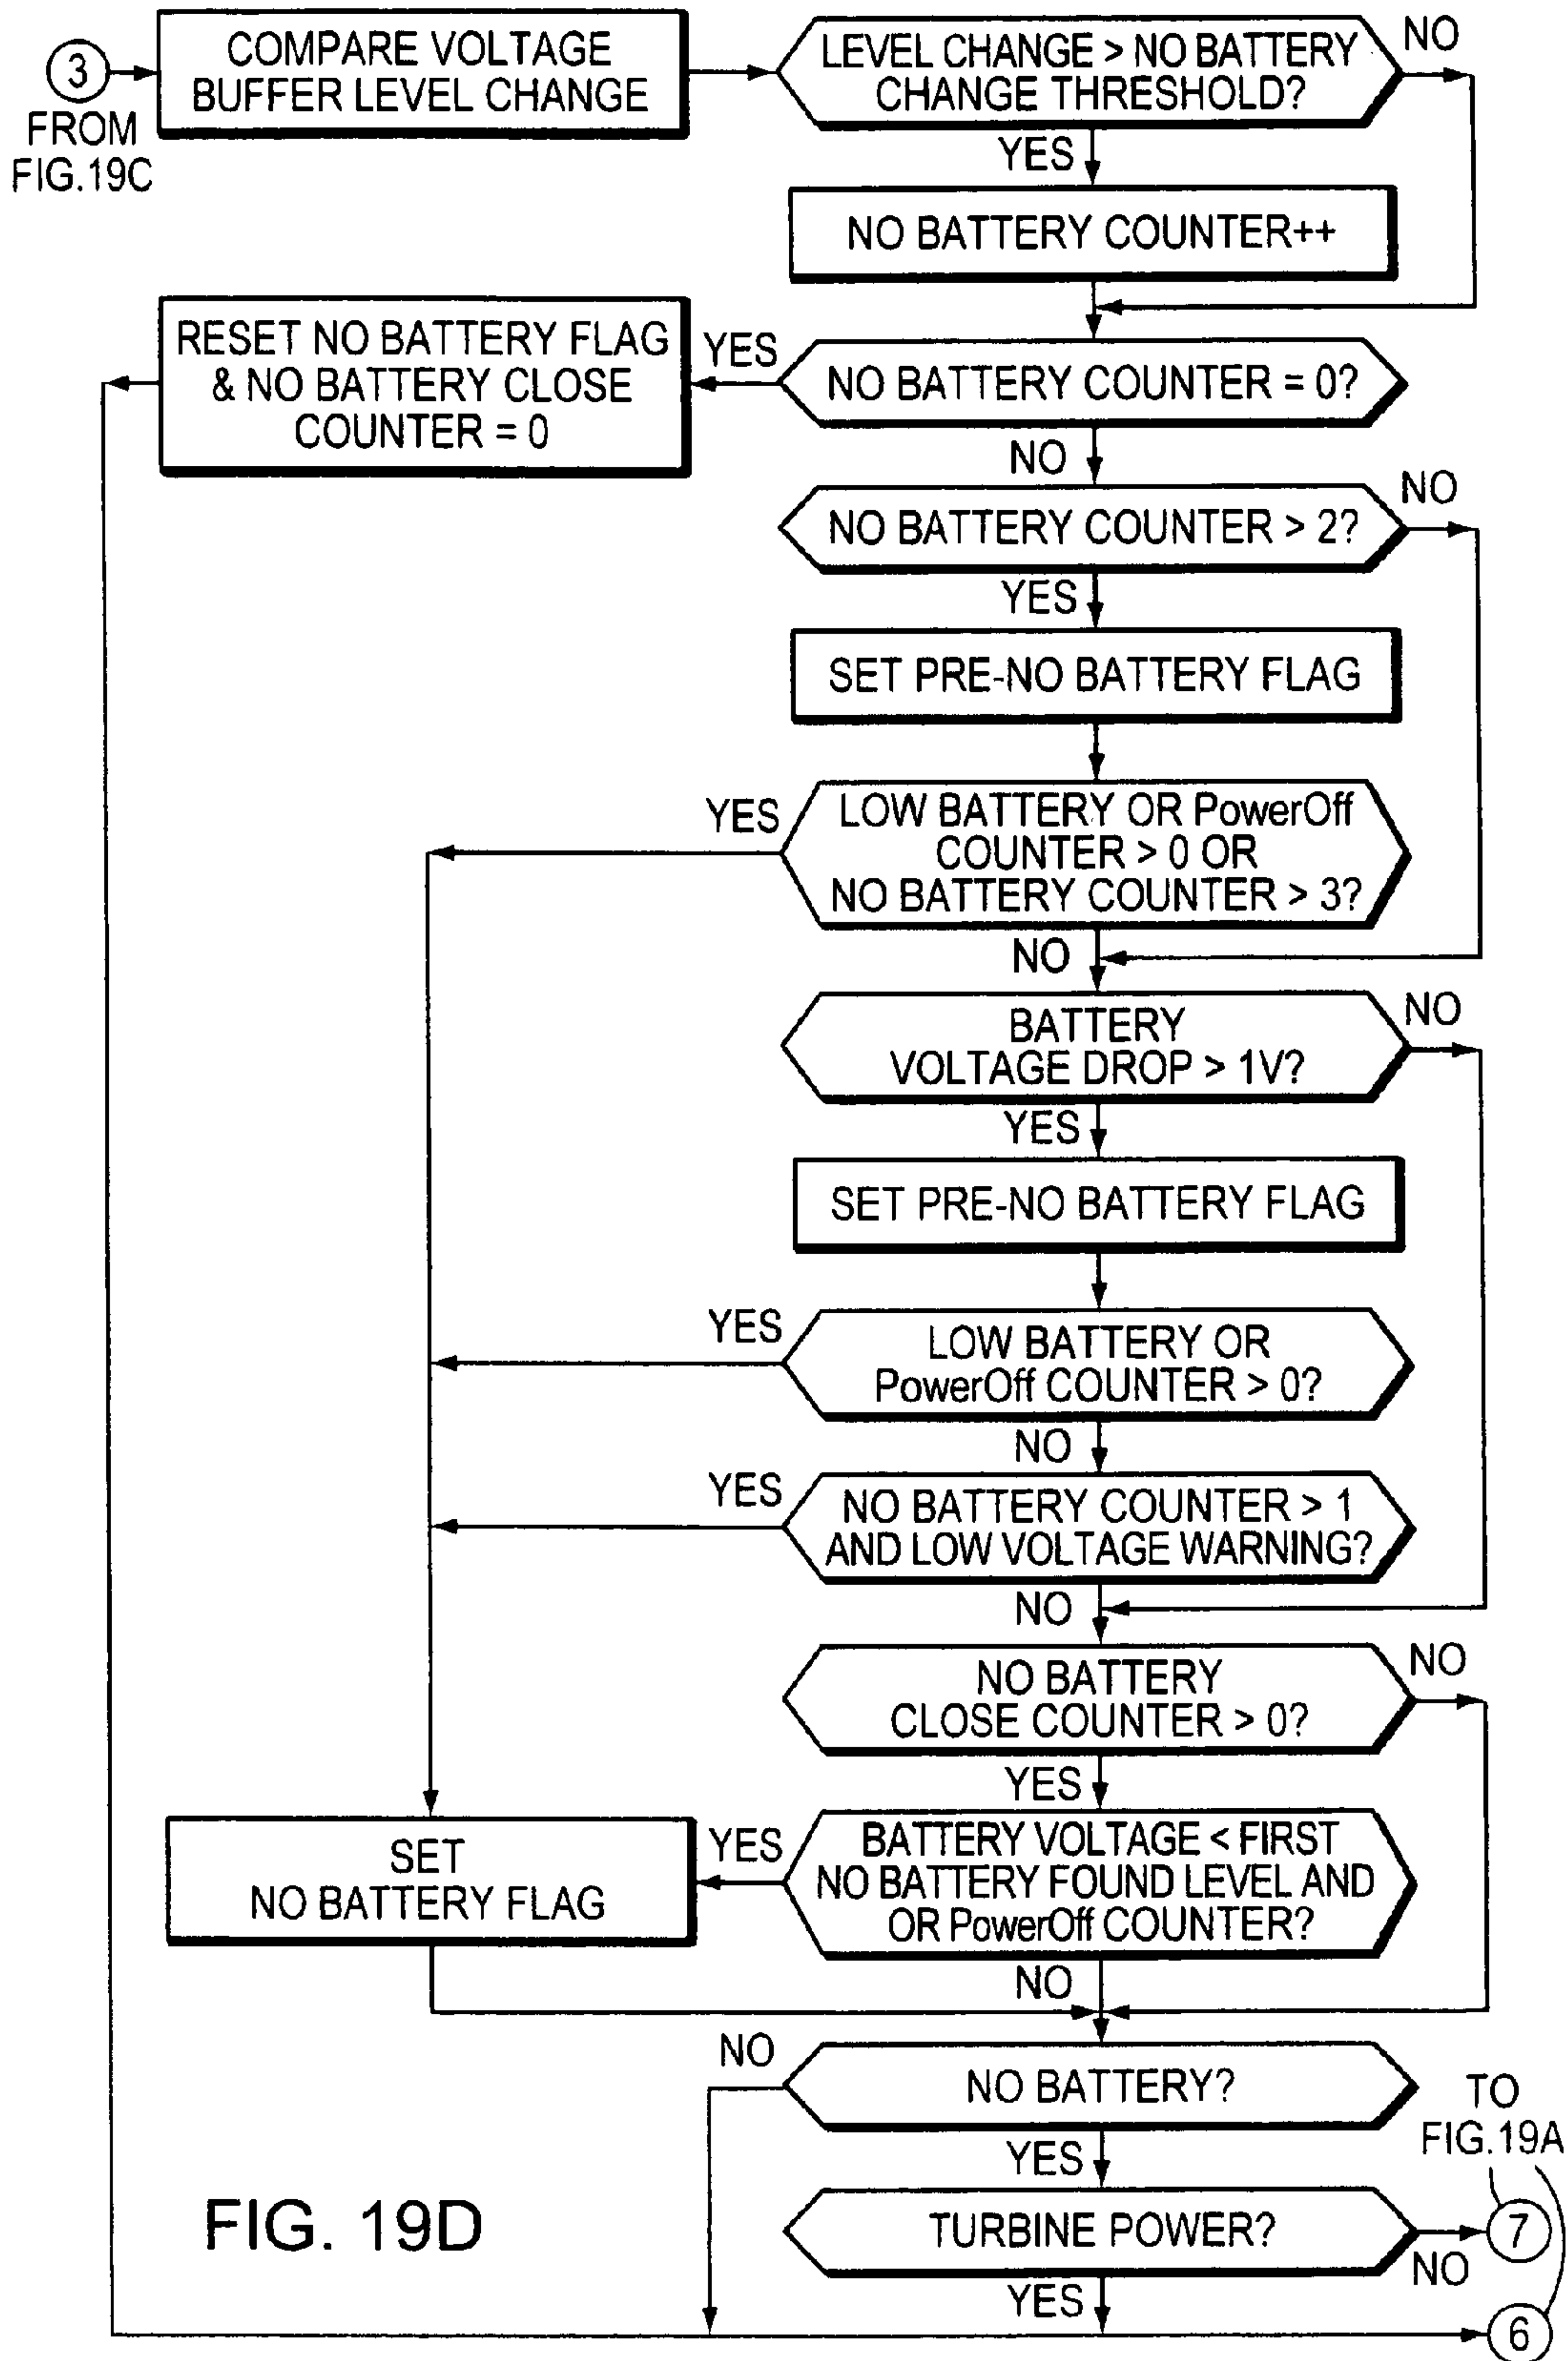 3
FROM
FIG.19C
COMPARE VOLTAGE
BUFFER LEVEL CHANGE
LEVEL CHANGE > NO BATTERY
CHANGE THRESHOLD?
NO
YES
NO BATTERY COUNTER++
NO BATTERY COUNTER = 0?
YES
RESET NO BATTERY FLAG
& NO BATTERY CLOSE
COUNTER = 0
NO
NO BATTERY COUNTER > 2?
NO
YES
SET PRE-NO BATTERY FLAG
LOW BATTERY OR PowerOff
COUNTER > 0 OR
NO BATTERY COUNTER > 3?
YES
NO
BATTERY
VOLTAGE DROP > 1V?
NO
YES
SET PRE-NO BATTERY FLAG
LOW BATTERY OR
PowerOff COUNTER > 0?
YES
NO
NO BATTERY COUNTER > 1
AND LOW VOLTAGE WARNING?
YES
NO
NO BATTERY
CLOSE COUNTER > 0?
NO
YES
BATTERY VOLTAGE < FIRST
NO BATTERY FOUND LEVEL AND
OR PowerOff COUNTER?
YES
SET
NO BATTERY FLAG
NO
NO BATTERY?
NO
YES
TURBINE POWER?
NO
YES
TO
FIG.19A
7
6
FIG. 19D